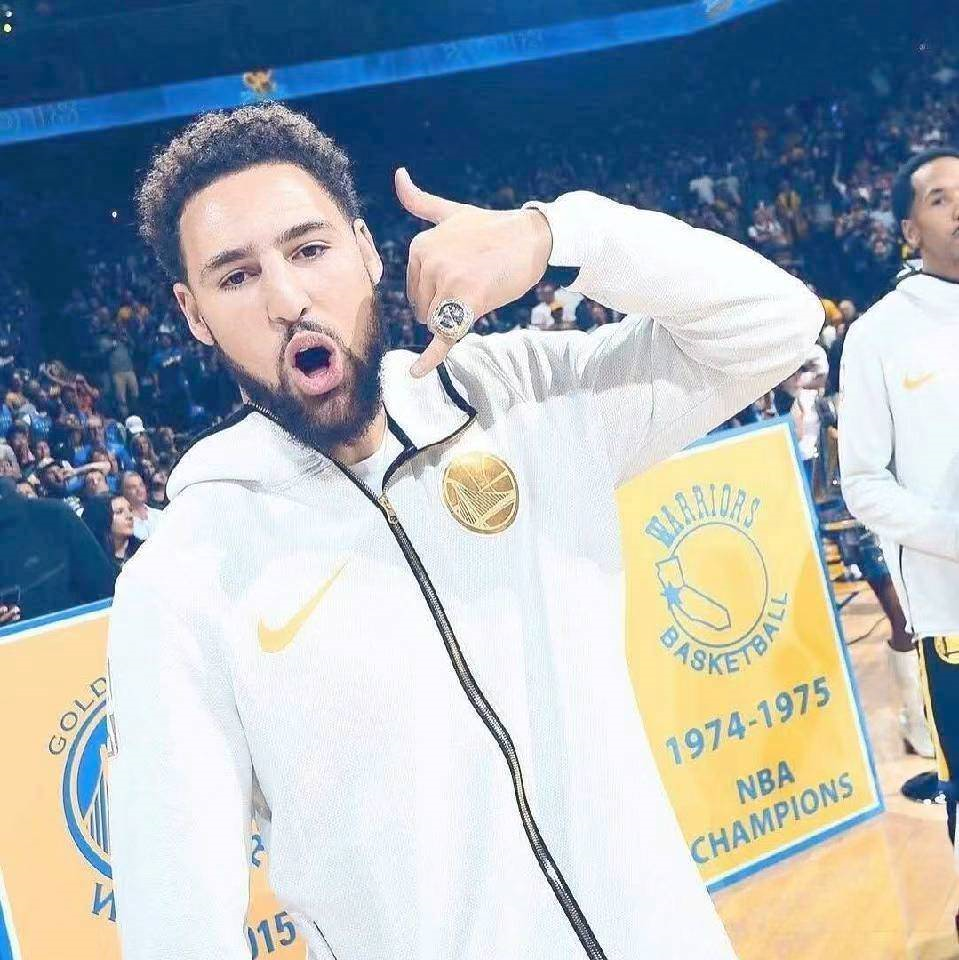 WARRIORS
BASKETBALL
1974-1975
NBA
CHAMPIONS
GOLD
015